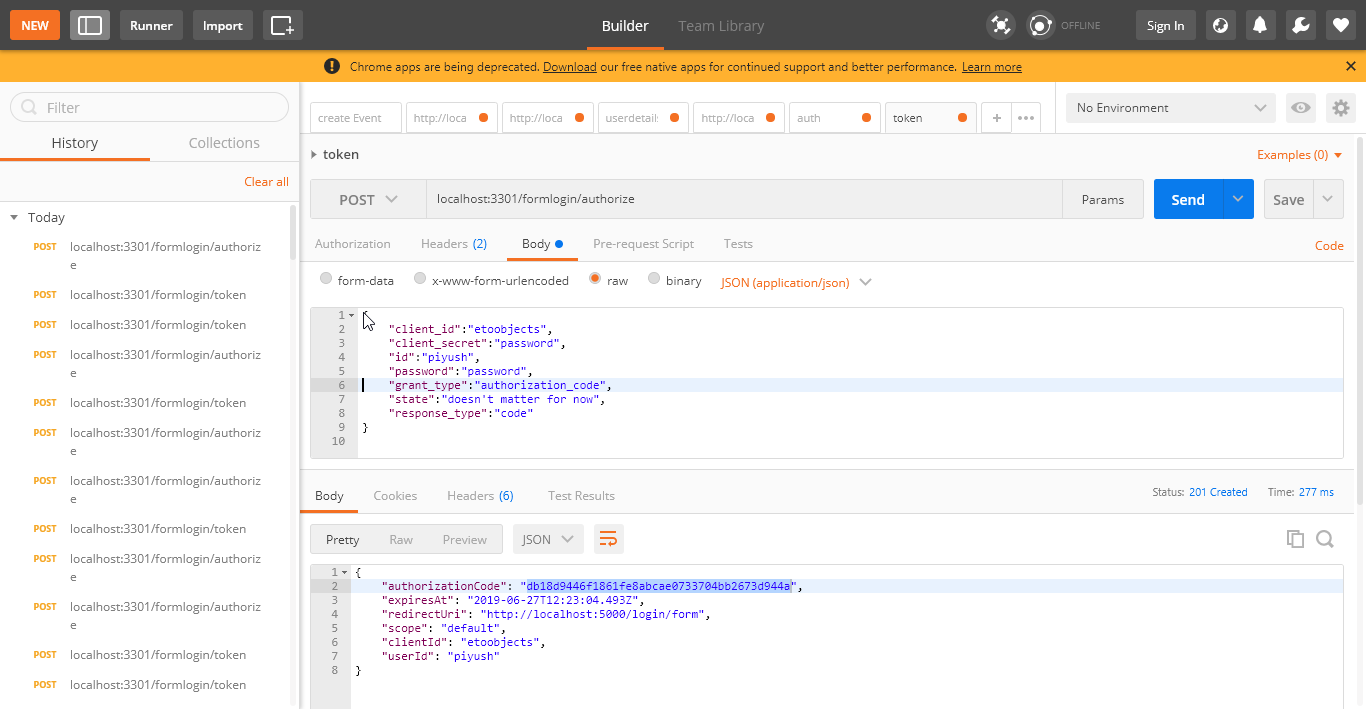 NEW Runner Import Builder Team Library OFFLINE Sign In
Chrome apps are being deprecated. Download our free native apps for continued support and better performance. Learn more
Filter
History Collections
Clear all
Today
POST localhost:3301/formlogin/authoriz
e
POST localhost:3301/formlogin/token
POST localhost:3301/formlogin/token
POST localhost:3301/formlogin/authoriz
e
POST localhost:3301/formlogin/token
POST localhost:3301/formlogin/authoriz
e
POST localhost:3301/formlogin/authoriz
e
POST localhost:3301/formlogin/token
POST localhost:3301/formlogin/authoriz
e
POST localhost:3301/formlogin/authoriz
e
POST localhost:3301/formlogin/token
POST localhost:3301/formlogin/token
create Event http://loca http://loca userdetail http://loca auth token + •••
No Environment
token
Examples (0)
POST localhost:3301/formlogin/authorize Params Send Save
Authorization Headers (2) Body Pre-request Script Tests Code
form-data x-www-form-urlencoded raw binary JSON (application/json)
1 {
2 "client_id":"etoobjects",
3 "client_secret":"password",
4 "id":"piyush",
5 "password":"password",
6 "grant_type":"authorization_code",
7 "state":"doesn't matter for now",
8 "response_type":"code"
9 }
10
Body Cookies Headers (6) Test Results Status: 201 Created Time: 277 ms
Pretty Raw Preview JSON
1 {
2 "authorizationCode": "db18d9446f1861fe8abcae0733704bb2673d944a",
3 "expiresAt": "2019-06-27T12:23:04.493Z",
4 "redirectUri": "http://localhost:5000/login/form",
5 "scope": "default",
6 "clientId": "etoobjects",
7 "userId": "piyush"
8 }